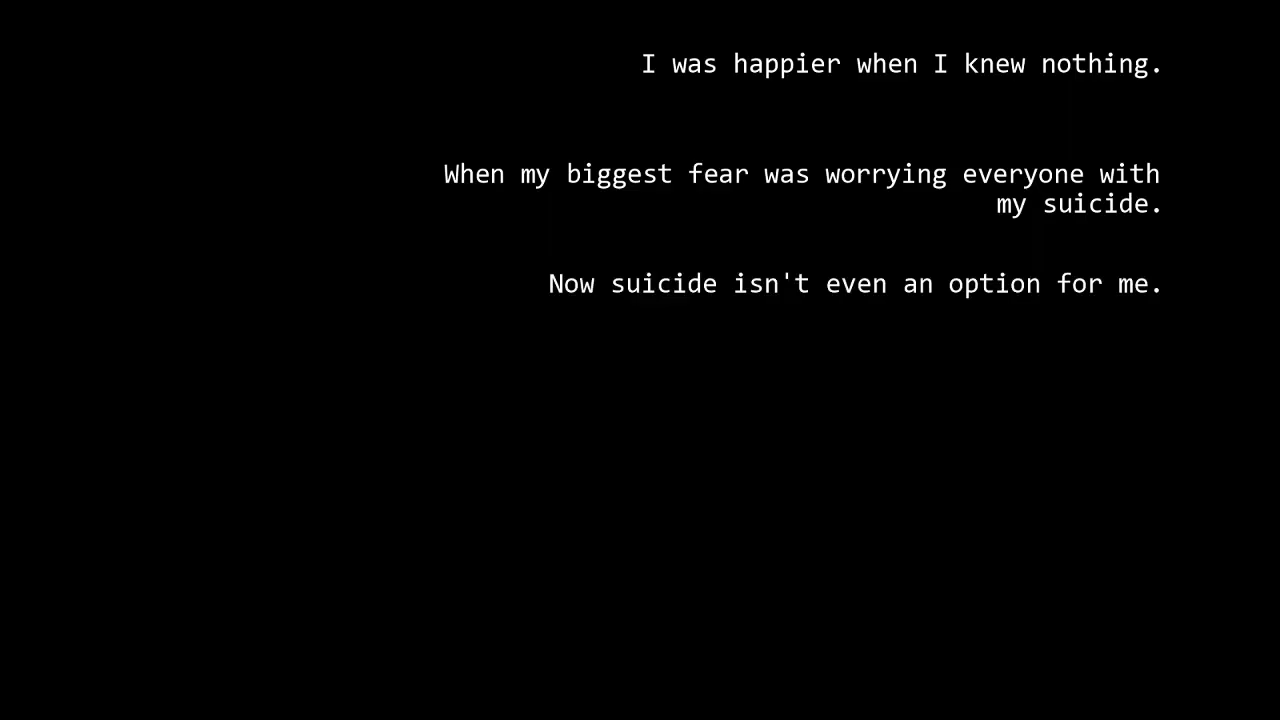 I was happier when I knew nothing.
When my biggest fear was worrying everyone with
my suicide.
Now suicide isn't even an option for me.